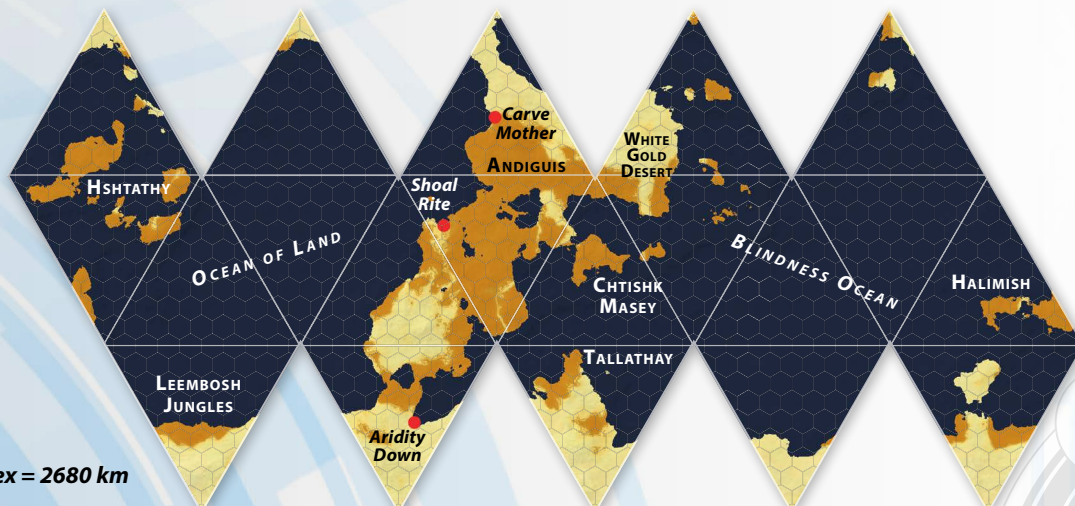 Carve
Mother
ANDIGUIS
WHITE
GOLD
DESERT
HSHTATHY
Shoal
Rite
OCEAN OF LAND
BLINDNESS OCEAN
CHTISHK
MASEY
HALIMISH
LEEMBOSH
JUNGLES
TALLATHAY
Aridity
Down
ex = 2680 km